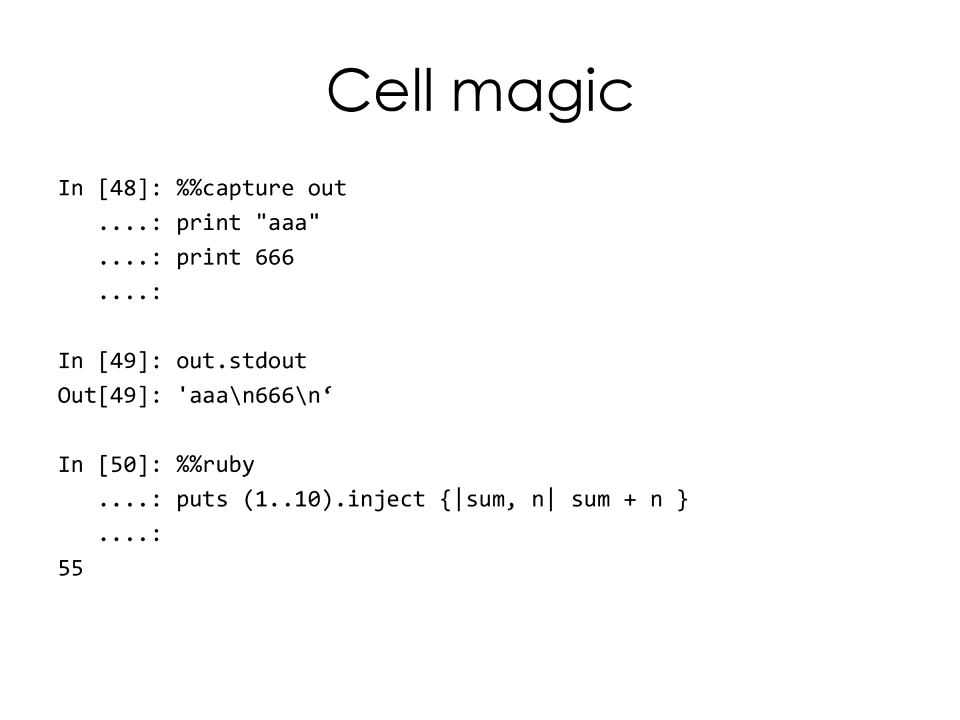 Cell magic
In [48]: %%capture out
   ....: print "aaa"
   ....: print 666
   ....:
In [49]: out.stdout
Out[49]: 'aaa\n666\n‘
In [50]: %%ruby
   ....: puts (1..10).inject {|sum, n| sum + n }
   ....:
55